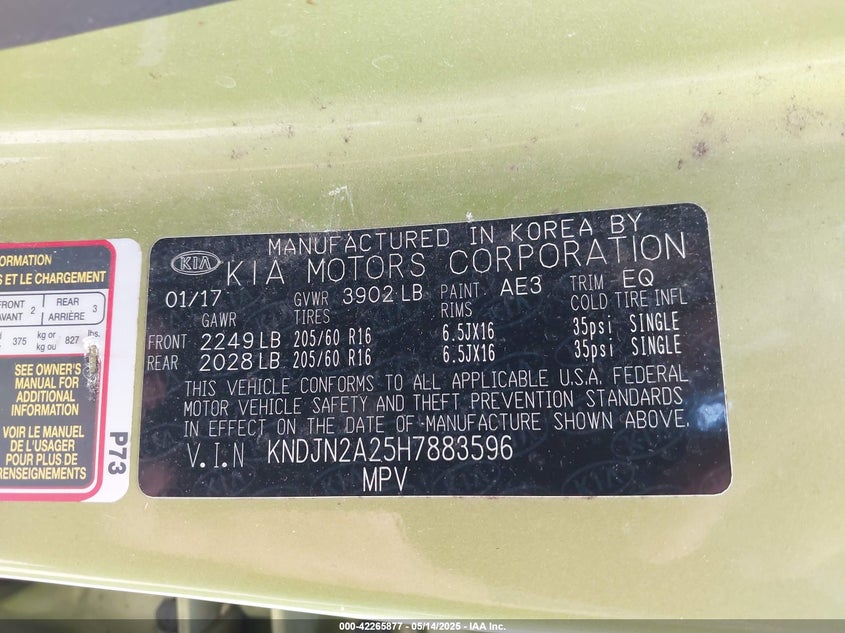 MANUFACTURED IN KOREA BY
KIA KIA MOTORS CORPORATION
01/17 GVWR 3902 LB PAINT AE3 TRIM EQ
GAWR TIRES RIMS COLD TIRE INFL
FRONT 2249 LB 205/60 R16 6.5JX16 35psi SINGLE
REAR 2028 LB 205/60 R16 6.5JX16 35psi SINGLE
THIS VEHICLE CONFORMS TO ALL APPLICABLE U.S.A. FEDERAL
MOTOR VEHICLE SAFETY AND THEFT PREVENTION STANDARDS
IN EFFECT ON THE DATE OF MANUFACTURE SHOWN ABOVE.
V.I.N KNDJN2A25H7883596
MPV
ET LE CHARGEMENT
REAR 3
ARRIÈRE
2
375 kg or kg ou 827 lbs.
SEE OWNER'S
MANUAL FOR
ADDITIONAL
INFORMATION
VOIR LE MANUEL
DE L'USAGER
POUR PLUS DE
P73
000-42265877 — 05/14/2025 — IAA Inc.